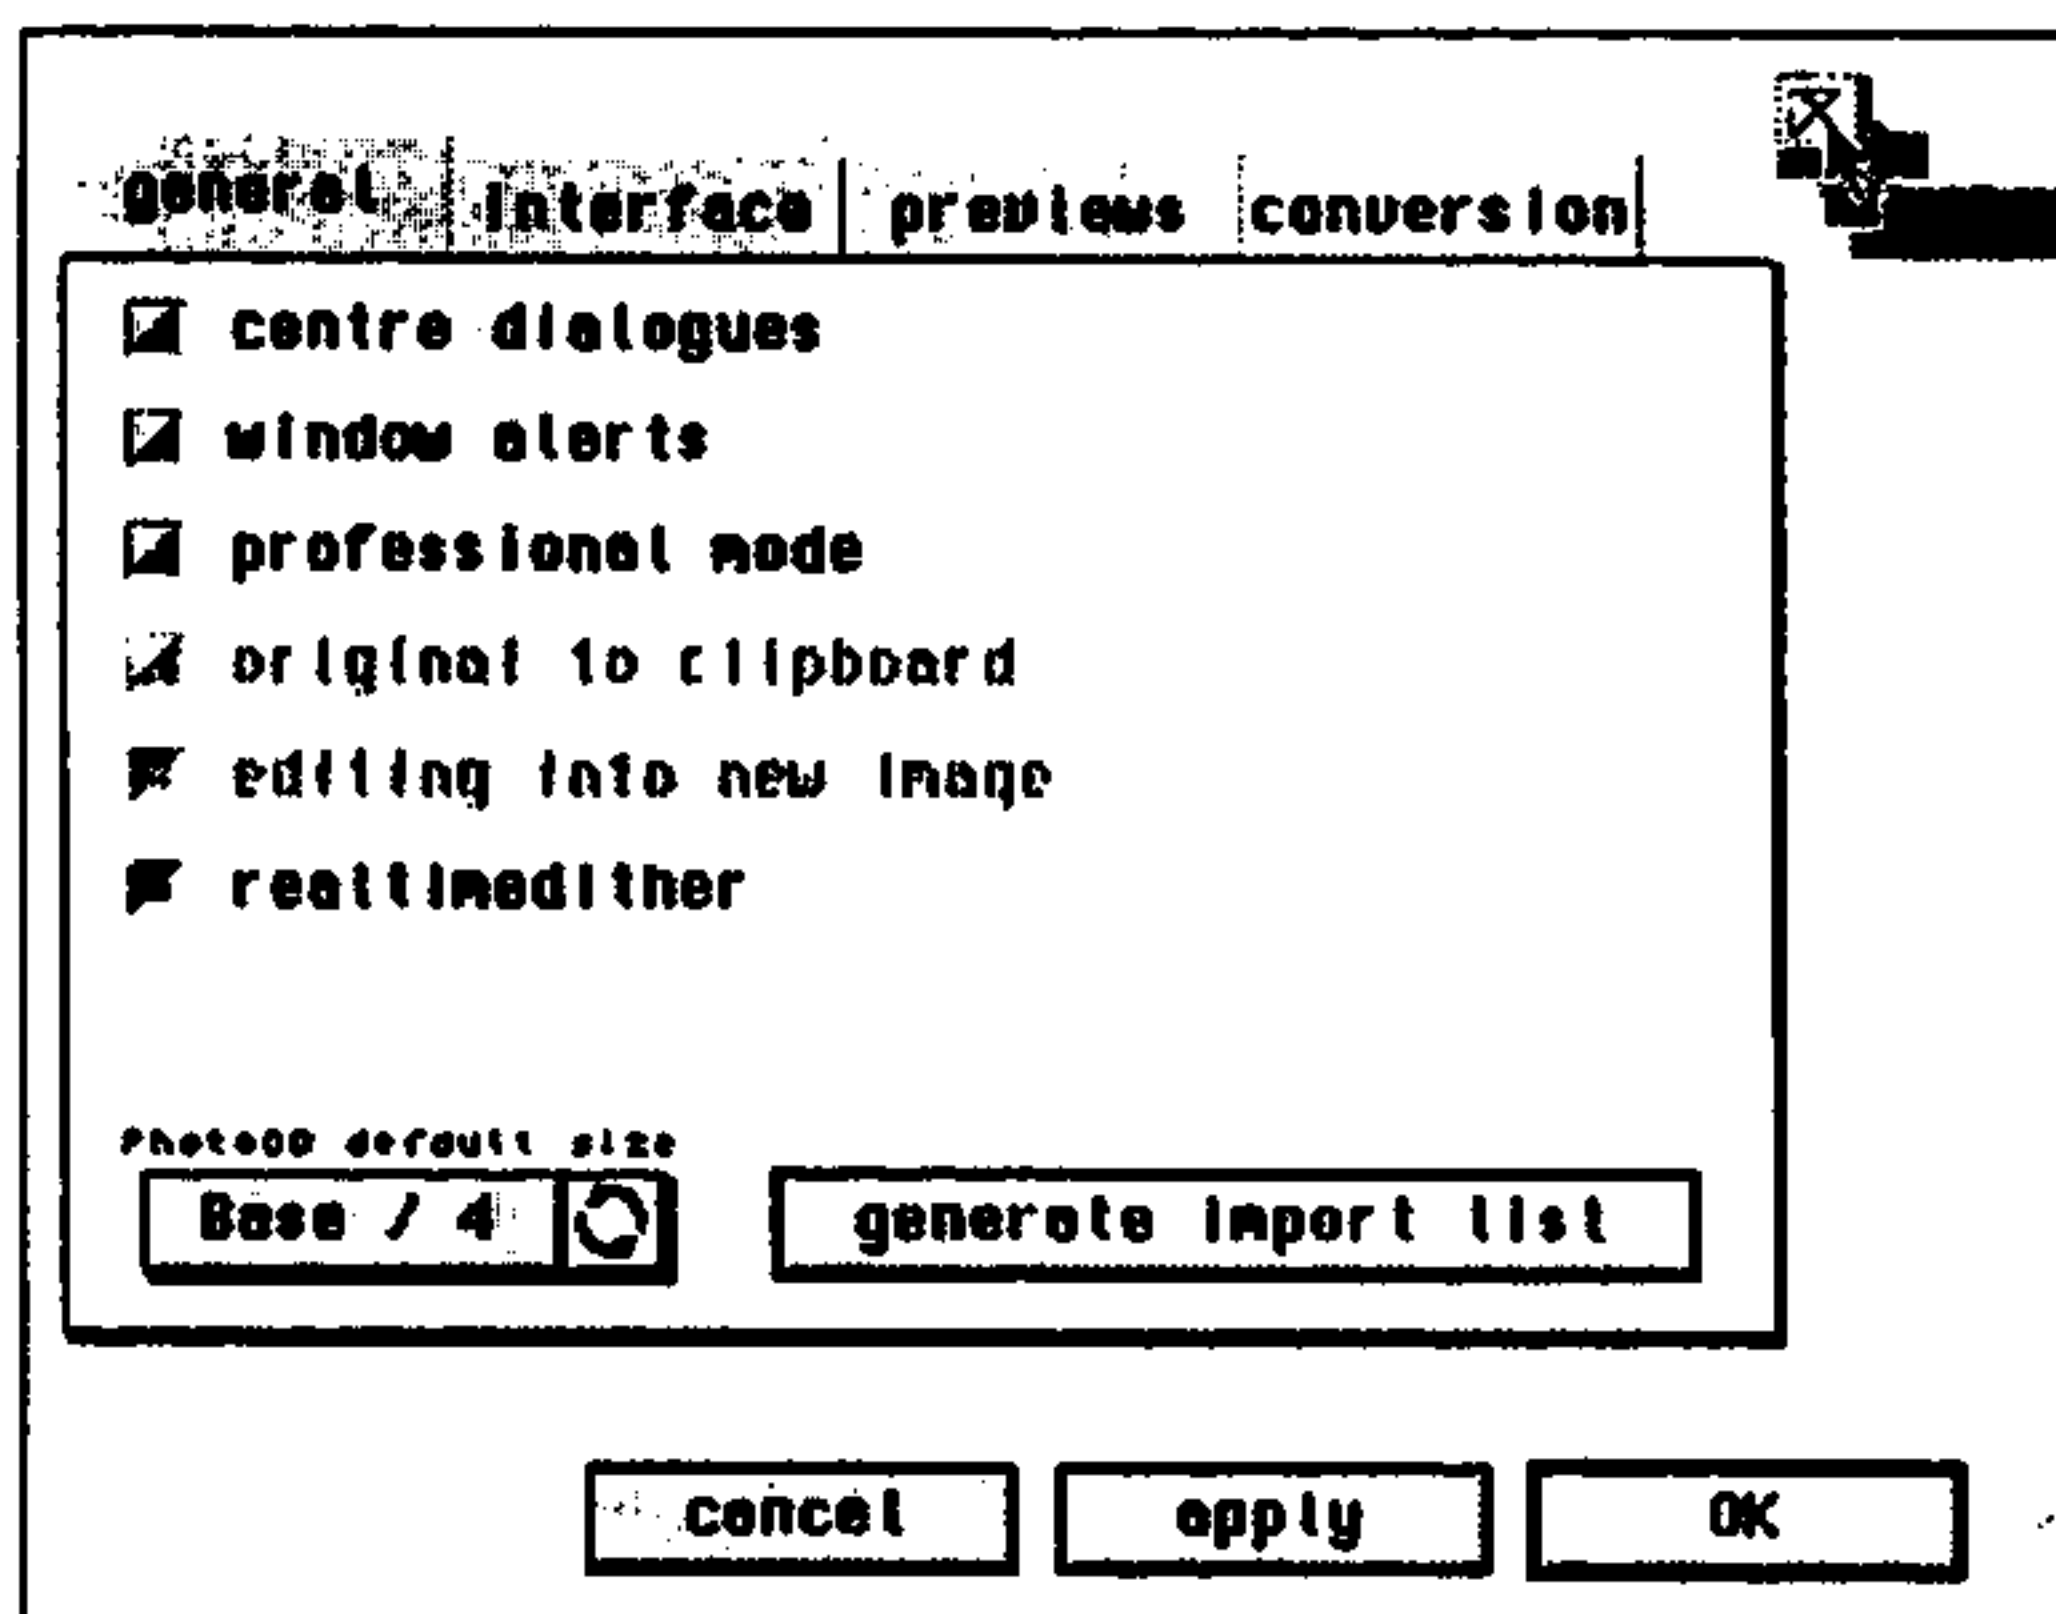 general interface previews conversion
centre dialogues
window alerts
professional mode
original to clipboard
editing into new image
realtimedither
PhotoCD default size
Base / 4 generate import list
cancel apply OK